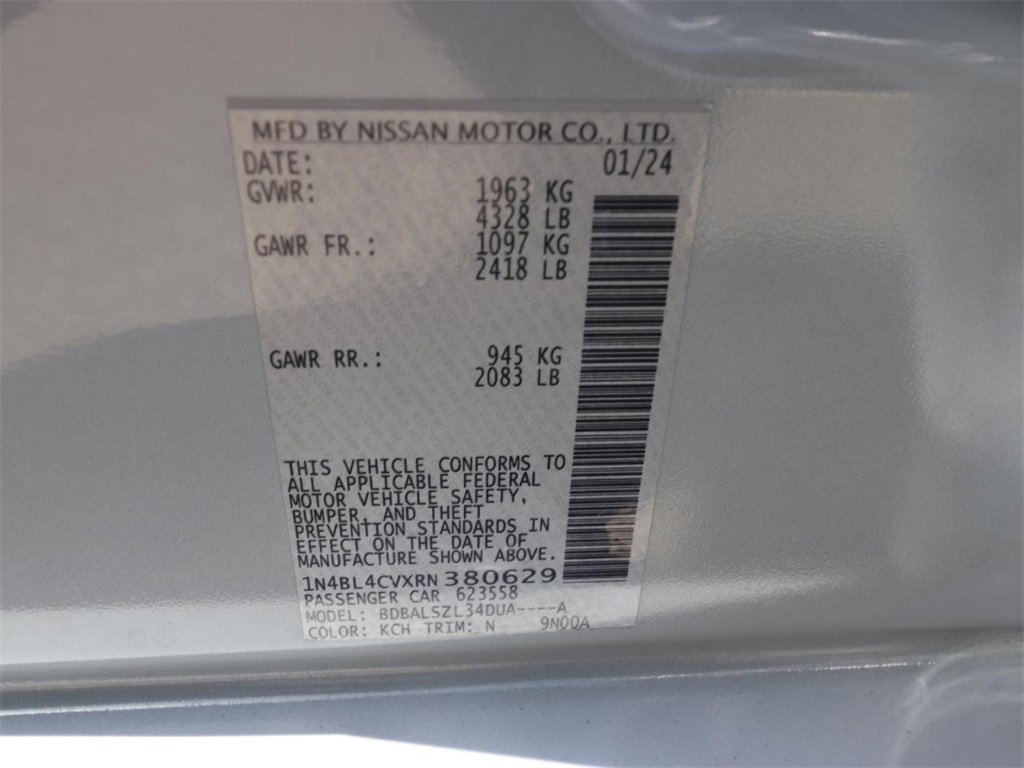 MFD BY NISSAN MOTOR CO., LTD.
DATE: 01/24
GVWR: 1963 KG
4328 LB
GAWR FR.: 1097 KG
2418 LB
GAWR RR.: 945 KG
2083 LB
THIS VEHICLE CONFORMS TO
ALL APPLICABLE FEDERAL
MOTOR VEHICLE SAFETY,
BUMPER, AND THEFT
PREVENTION STANDARDS IN
EFFECT ON THE DATE OF
MANUFACTURE SHOWN ABOVE.
1N4BL4CVXRN380629
PASSENGER CAR 623558
MODEL: BDBALSZL34DUA----A
COLOR: KCH TRIM: N 9N00A